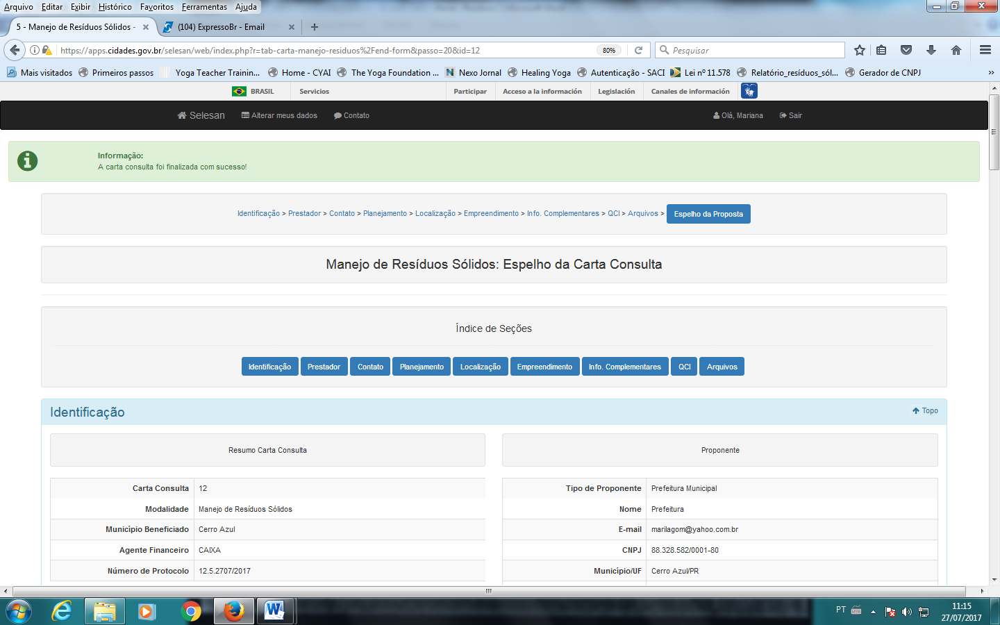 Arquivo Editar Exibir Histórico Favoritos Ferramentas Ajuda
5 - Manejo de Resíduos Sólidos - × (104) ExpressoBr - Email × +
https://apps.cidades.gov.br/selesan/web/index.php?r=tab-carta-manejo-residuos%2Fend-form&passo=20&id=12 80% Pesquisar
Mais visitados Primeiros passos Yoga Teacher Trainin... Home - CYAI The Yoga Foundation ... Nexo Jornal Healing Yoga Autenticação - SACI Lei nº 11.578 Relatório_resíduos_sól... Gerador de CNPJ »
BRASIL Servicios Participar Acceso a la información Legislación Canales de información
Selesan Alterar meus dados Contato Olá, Mariana Sair
Informação:
A carta consulta foi finalizada com sucesso!
Identificação > Prestador > Contato > Planejamento > Localização > Empreendimento > Info. Complementares > QCI > Arquivos > Espelho da Proposta
Manejo de Resíduos Sólidos: Espelho da Carta Consulta
Índice de Seções
Identificação Prestador Contato Planejamento Localização Empreendimento Info. Complementares QCI Arquivos
Identificação Topo
Resumo Carta Consulta Proponente
Carta Consulta 12 Tipo de Proponente Prefeitura Municipal
Modalidade Manejo de Resíduos Sólidos Nome Prefeitura
Município Beneficiado Cerro Azul E-mail marilagom@yahoo.com.br
Agente Financeiro CAIXA CNPJ 88.328.582/0001-80
Número de Protocolo 12.5.2707/2017 Município/UF Cerro Azul/PR
PT 11:15
27/07/2017